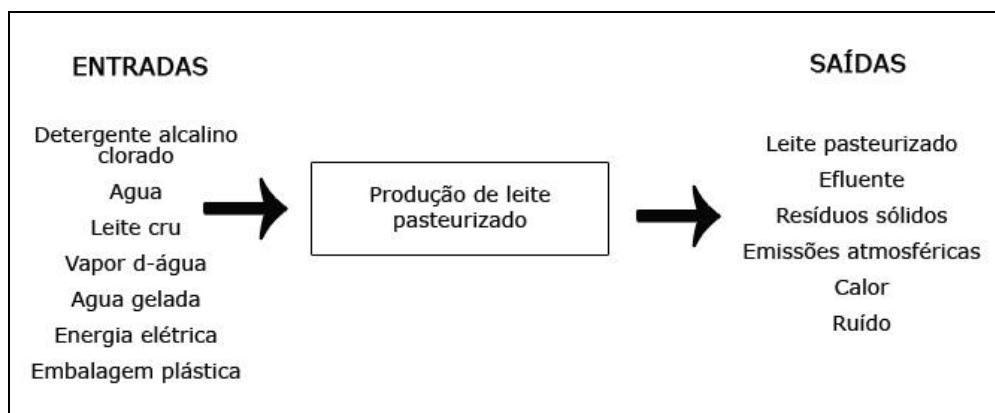 ENTRADAS
Detergente alcalino
clorado
Agua
Leite cru
Vapor d-água
Agua gelada
Energia elétrica
Embalagem plástica
Produção de leite
pasteurizado
SAÍDAS
Leite pasteurizado
Efluente
Resíduos sólidos
Emissões atmosféricas
Calor
Ruído